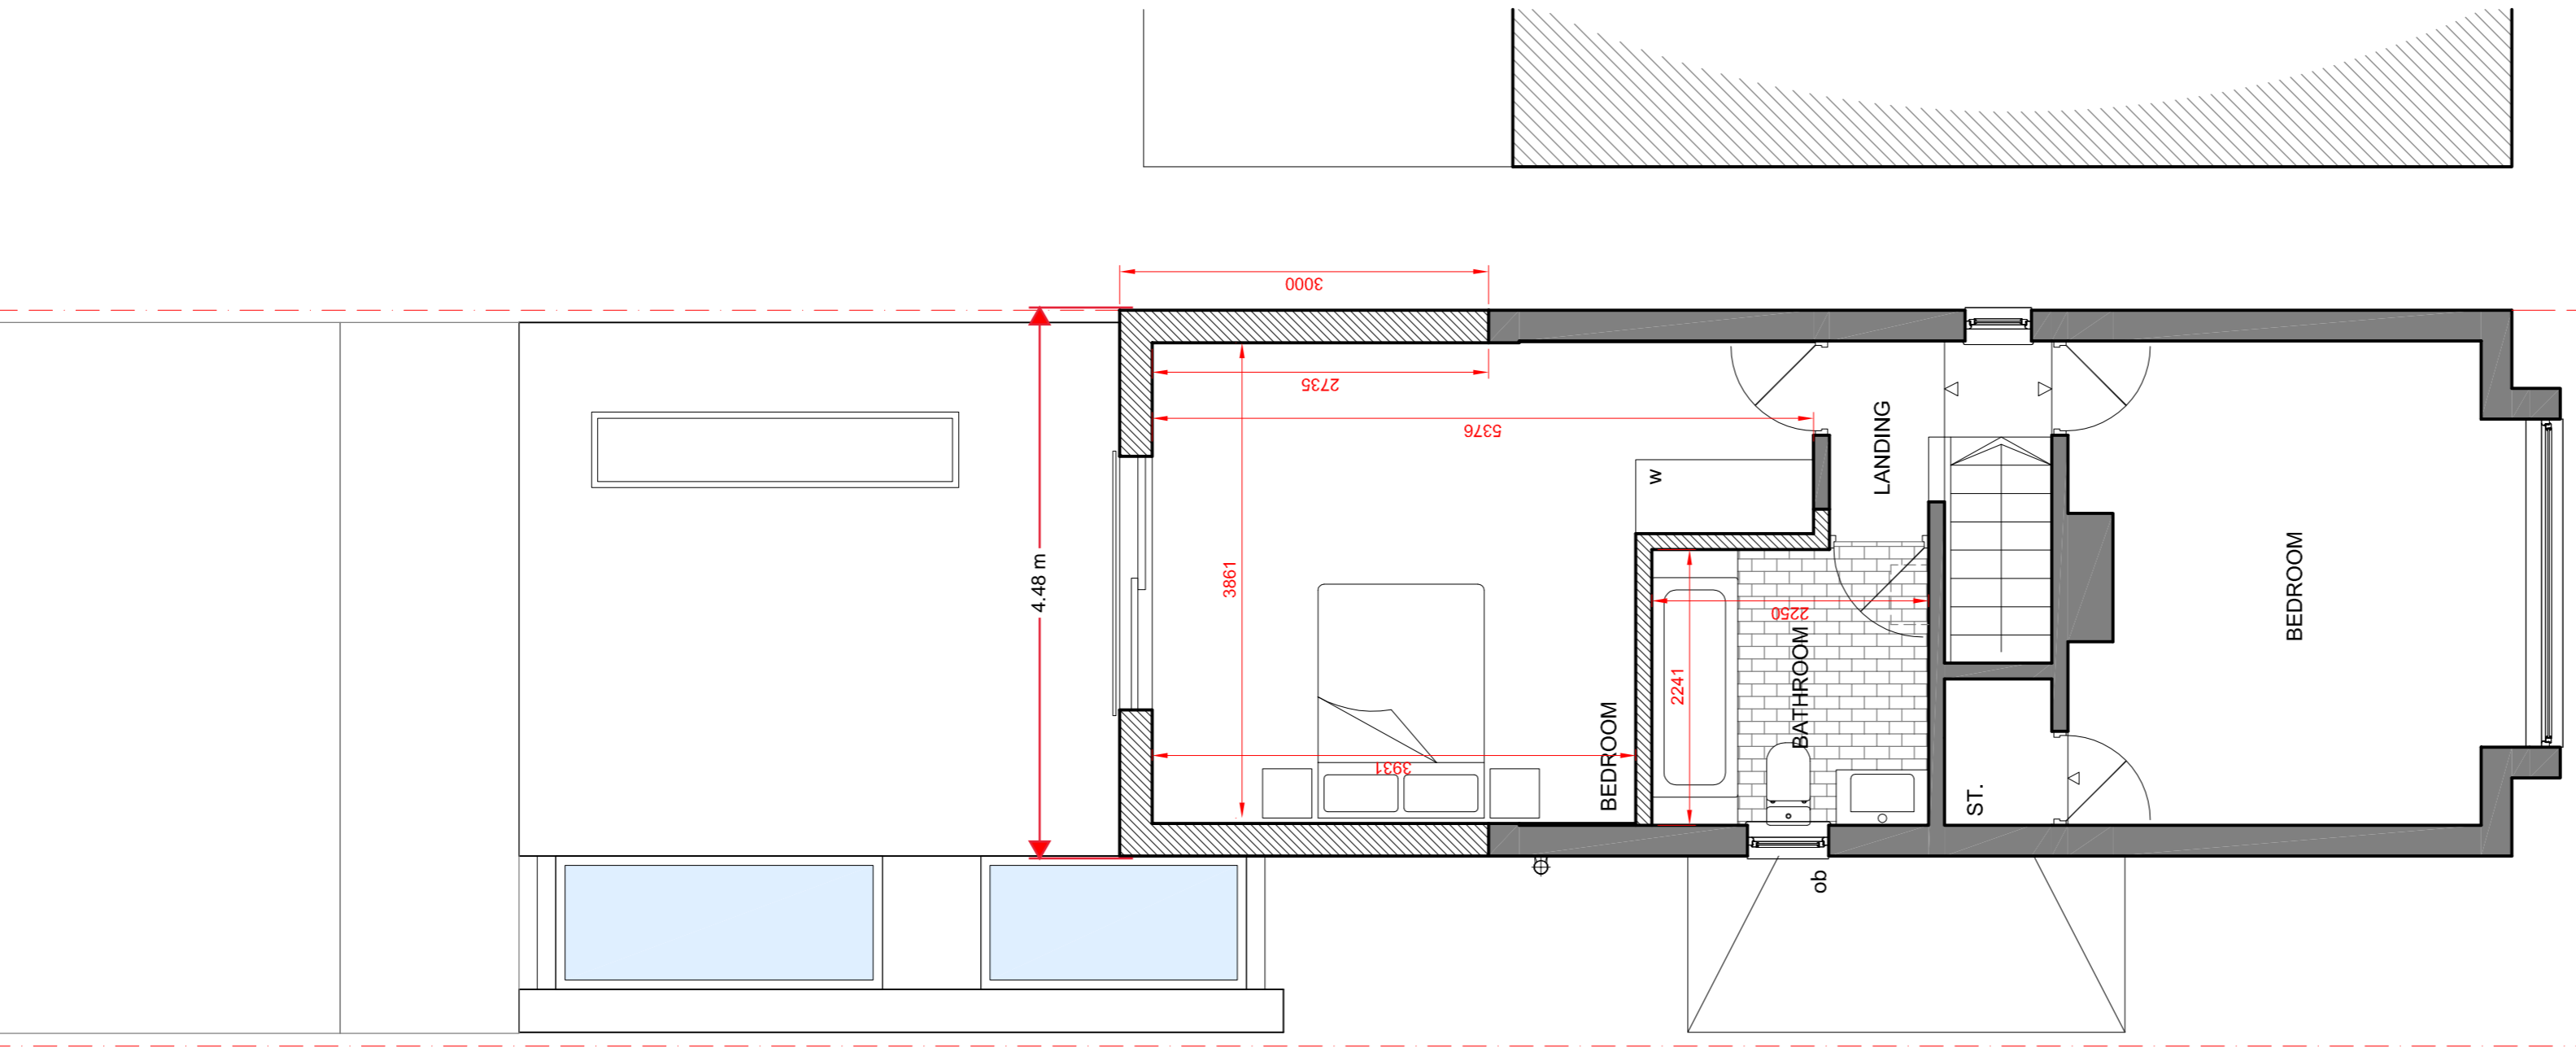 3000
2735
5376
W
LANDING
4.48 m
3861
2250
BEDROOM
2241
BATHROOM
3931
BEDROOM
ST.
ob